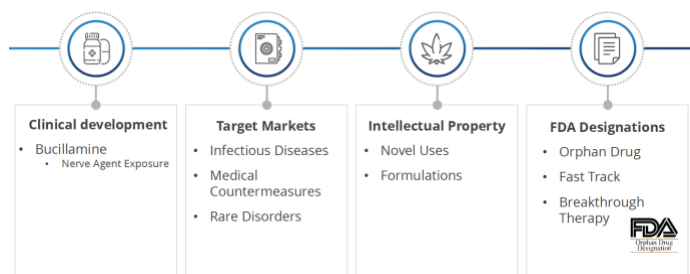 Clinical development
• Bucillamine
• Nerve Agent Exposure
Target Markets
• Infectious Diseases
• Medical
Countermeasures
• Rare Disorders
Intellectual Property
• Novel Uses
• Formulations
FDA Designations
• Orphan Drug
• Fast Track
• Breakthrough
Therapy
FDA
Orphan Drug
Designation